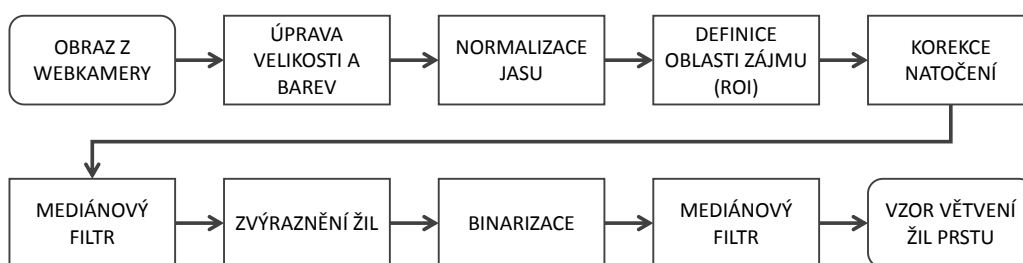 OBRAZ Z
WEBKAMERY
ÚPRAVA
VELIKOSTI A
BAREV
NORMALIZACE
JASU
DEFINICE
OBLASTI ZÁJMU
(ROI)
KOREKCE
NATOČENÍ
MEDIÁNOVÝ
FILTR
ZVÝRAZNĚNÍ ŽIL
BINARIZACE
MEDIÁNOVÝ
FILTR
VZOR VĚTVENÍ
ŽIL PRSTU